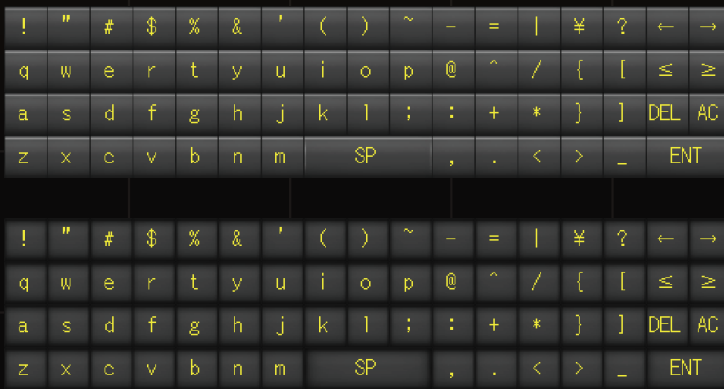 ! " # $ % & ' ( ) ~ - = | ¥ ? ← →
q w e r t y u i o p @ ^ / { [ ≤ ≥
a s d f g h j k l ; : + * } ] DEL AC
z x c v b n m SP , . < > _ ENT
! " # $ % & ' ( ) ~ - = | ¥ ? ← →
q w e r t y u i o p @ ^ / { [ ≤ ≥
a s d f g h j k l ; : + * } ] DEL AC
z x c v b n m SP , . < > _ ENT